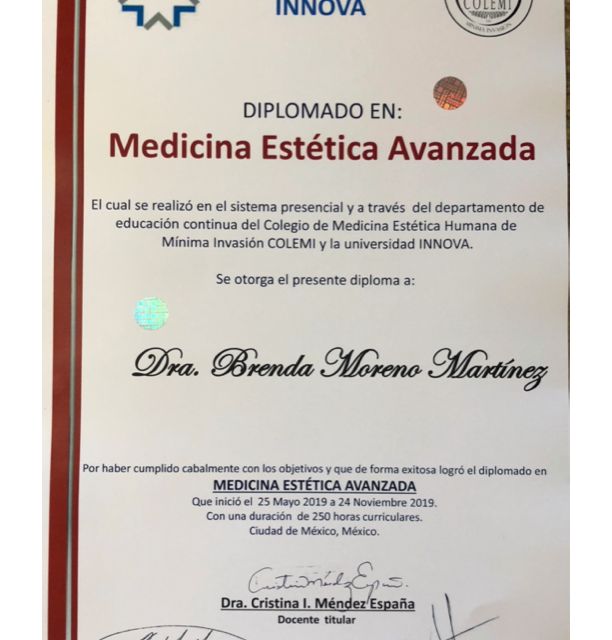 INNOVA
COLEMI
MÍNIMA INVASIÓN
DIPLOMADO EN:
Medicina Estética Avanzada
El cual se realizó en el sistema presencial y a través del departamento de
educación continua del Colegio de Medicina Estética Humana de
Mínima Invasión COLEMI y la universidad INNOVA.
Se otorga el presente diploma a:
Dra. Brenda Moreno Martínez
Por haber cumplido cabalmente con los objetivos y que de forma exitosa logró el diplomado en
MEDICINA ESTÉTICA AVANZADA
Que inició el 25 Mayo 2019 a 24 Noviembre 2019.
Con una duración de 250 horas curriculares.
Ciudad de México, México.
Dra. Cristina I. Méndez España
Docente titular